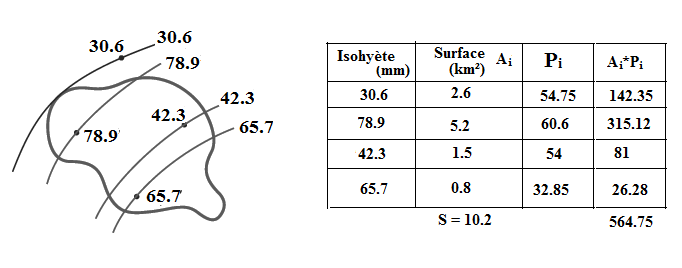 30.6
30.6
78.9
42.3
42.3
65.7
78.9
65.7
Isohyète (mm) Surface (km²) Ai Pi Ai*Pi
30.6 2.6 54.75 142.35
78.9 5.2 60.6 315.12
42.3 1.5 54 81
65.7 0.8 32.85 26.28
S = 10.2 564.75